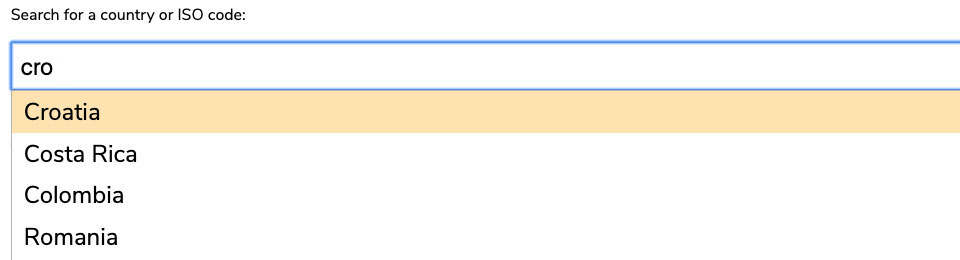 Search for a country or ISO code:
cro
Croatia
Costa Rica
Colombia
Romania